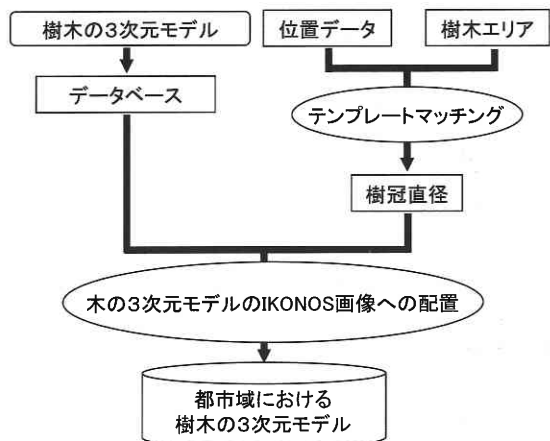 樹木の3次元モデル
位置データ
樹木エリア
データベース
テンプレートマッチング
樹冠直径
木の3次元モデルのIKONOS画像への配置
都市域における
樹木の3次元モデル